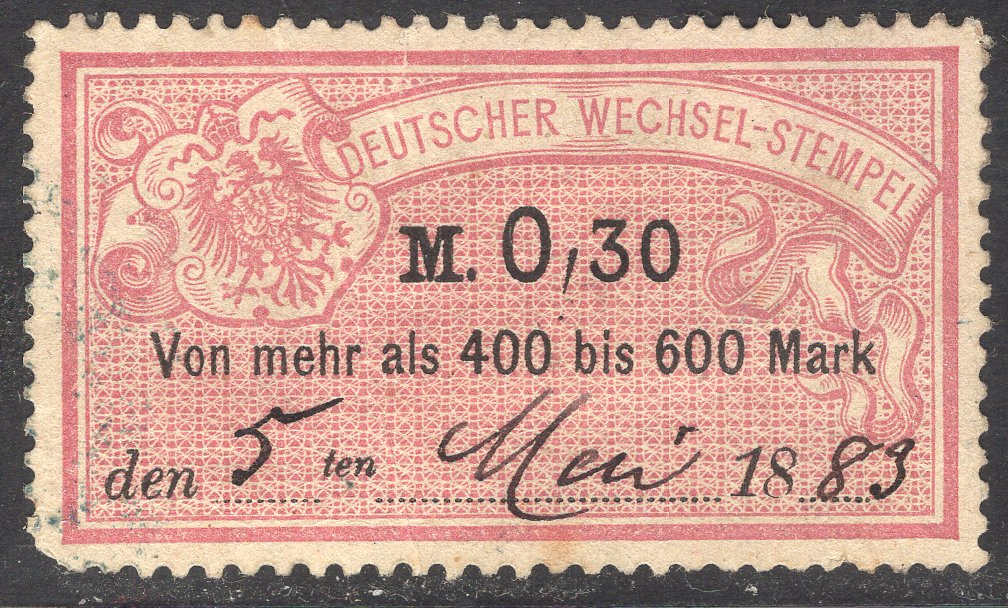 DEUTSCHER WECHSEL-STEMPEL
M. 0,30
Von mehr als 400 bis 600 Mark
den 5 ten Mai 1883